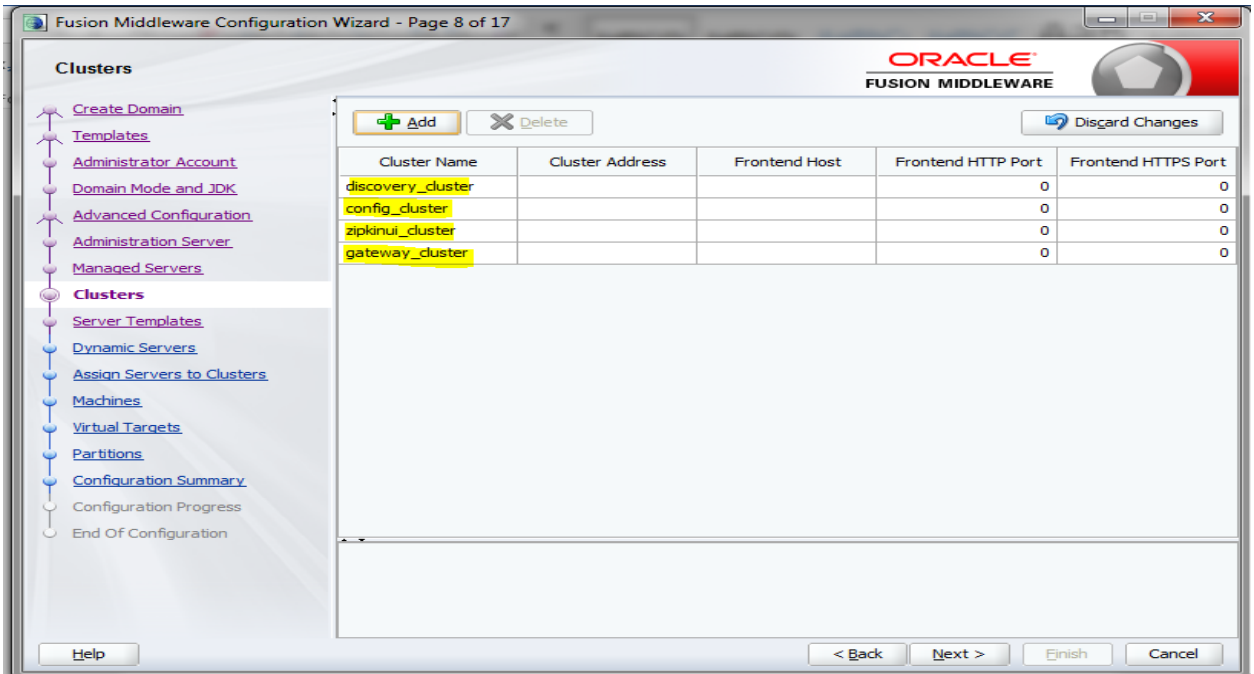 Fusion Middleware Configuration Wizard - Page 8 of 17
Clusters
ORACLE
FUSION MIDDLEWARE
Create Domain
Templates
Administrator Account
Domain Mode and JDK
Advanced Configuration
Administration Server
Managed Servers
Clusters
Server Templates
Dynamic Servers
Assign Servers to Clusters
Machines
Virtual Targets
Partitions
Configuration Summary
Configuration Progress
End Of Configuration
Add Delete Discard Changes
Cluster Name Cluster Address Frontend Host Frontend HTTP Port Frontend HTTPS Port
discovery_cluster 0 0
config_cluster 0 0
zipkinui_cluster 0 0
gateway_cluster 0 0
Help < Back Next > Finish Cancel